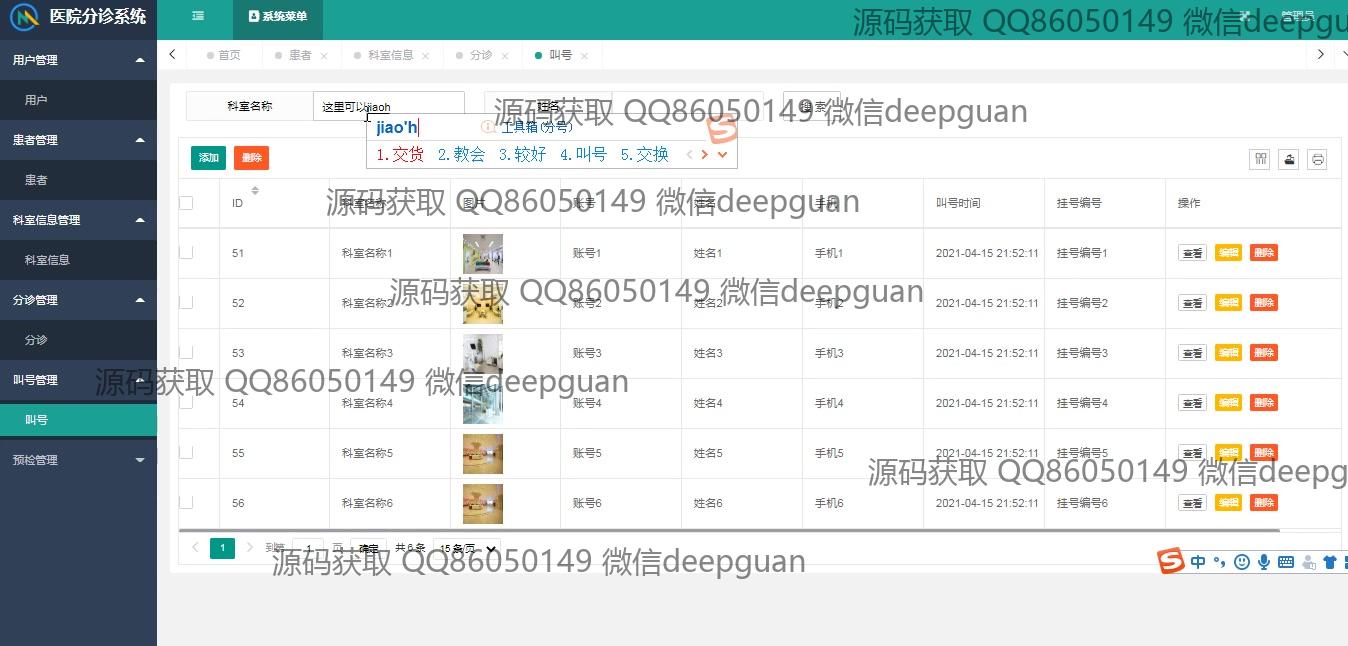 医院分诊系统
系统菜单
管理员
源码获取 QQ86050149 微信deepgu
用户管理
用户
患者管理
患者
科室信息管理
科室信息
分诊管理
分诊
叫号管理
叫号
预检管理
首页 患者 科室信息 分诊 叫号
科室名称 这里可以jiaoh 姓名 搜索
源码获取 QQ86050149 微信deepguan
jiao'h 工具箱(分号)
1.交货 2.教会 3.较好 4.叫号 5.交换
添加 删除
ID 科室名称 图片 账号 姓名 手机 叫号时间 挂号编号 操作
源码获取 QQ86050149 微信deepguan
51 科室名称1 账号1 姓名1 手机1 2021-04-15 21:52:11 挂号编号1 查看 编辑 删除
源码获取 QQ86050149 微信deepguan
52 科室名称2 账号2 姓名2 手机2 2021-04-15 21:52:11 挂号编号2 查看 编辑 删除
53 科室名称3 账号3 姓名3 手机3 2021-04-15 21:52:11 挂号编号3 查看 编辑 删除
源码获取 QQ86050149 微信deepguan
54 科室名称4 账号4 姓名4 手机4 2021-04-15 21:52:11 挂号编号4 查看 编辑 删除
55 科室名称5 账号5 姓名5 手机5 2021-04-15 21:52:11 挂号编号5 查看 编辑 删除
源码获取 QQ86050149 微信deepg
56 科室名称6 账号6 姓名6 手机6 2021-04-15 21:52:11 挂号编号6 查看 编辑 删除
1 到第 1 页 确定 共 6 条 15 条/页
源码获取 QQ86050149 微信deepguan
中